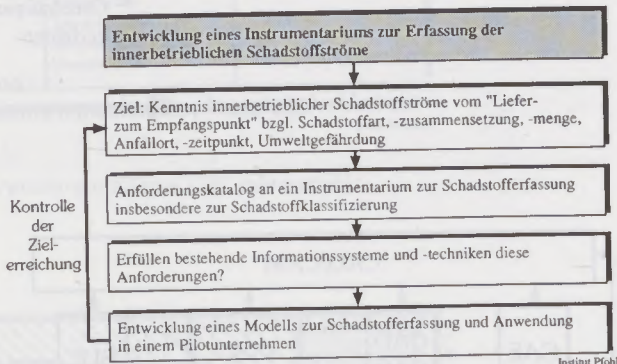 Entwicklung eines Instrumentariums zur Erfassung der
innerbetrieblichen Schadstoffströme
Ziel: Kenntnis innerbetrieblicher Schadstoffströme vom "Liefer-
zum Empfangspunkt" bzgl. Schadstoffart, -zusammensetzung, -menge,
Anfallort, -zeitpunkt, Umweltgefährdung
Anforderungskatalog an ein Instrumentarium zur Schadstofferfassung
insbesondere zur Schadstoffklassifizierung
Kontrolle
der
Ziel-
erreichung
Erfüllen bestehende Informationssysteme und -techniken diese
Anforderungen?
Entwicklung eines Modells zur Schadstofferfassung und Anwendung
in einem Pilotunternehmen
Institut Pfohl